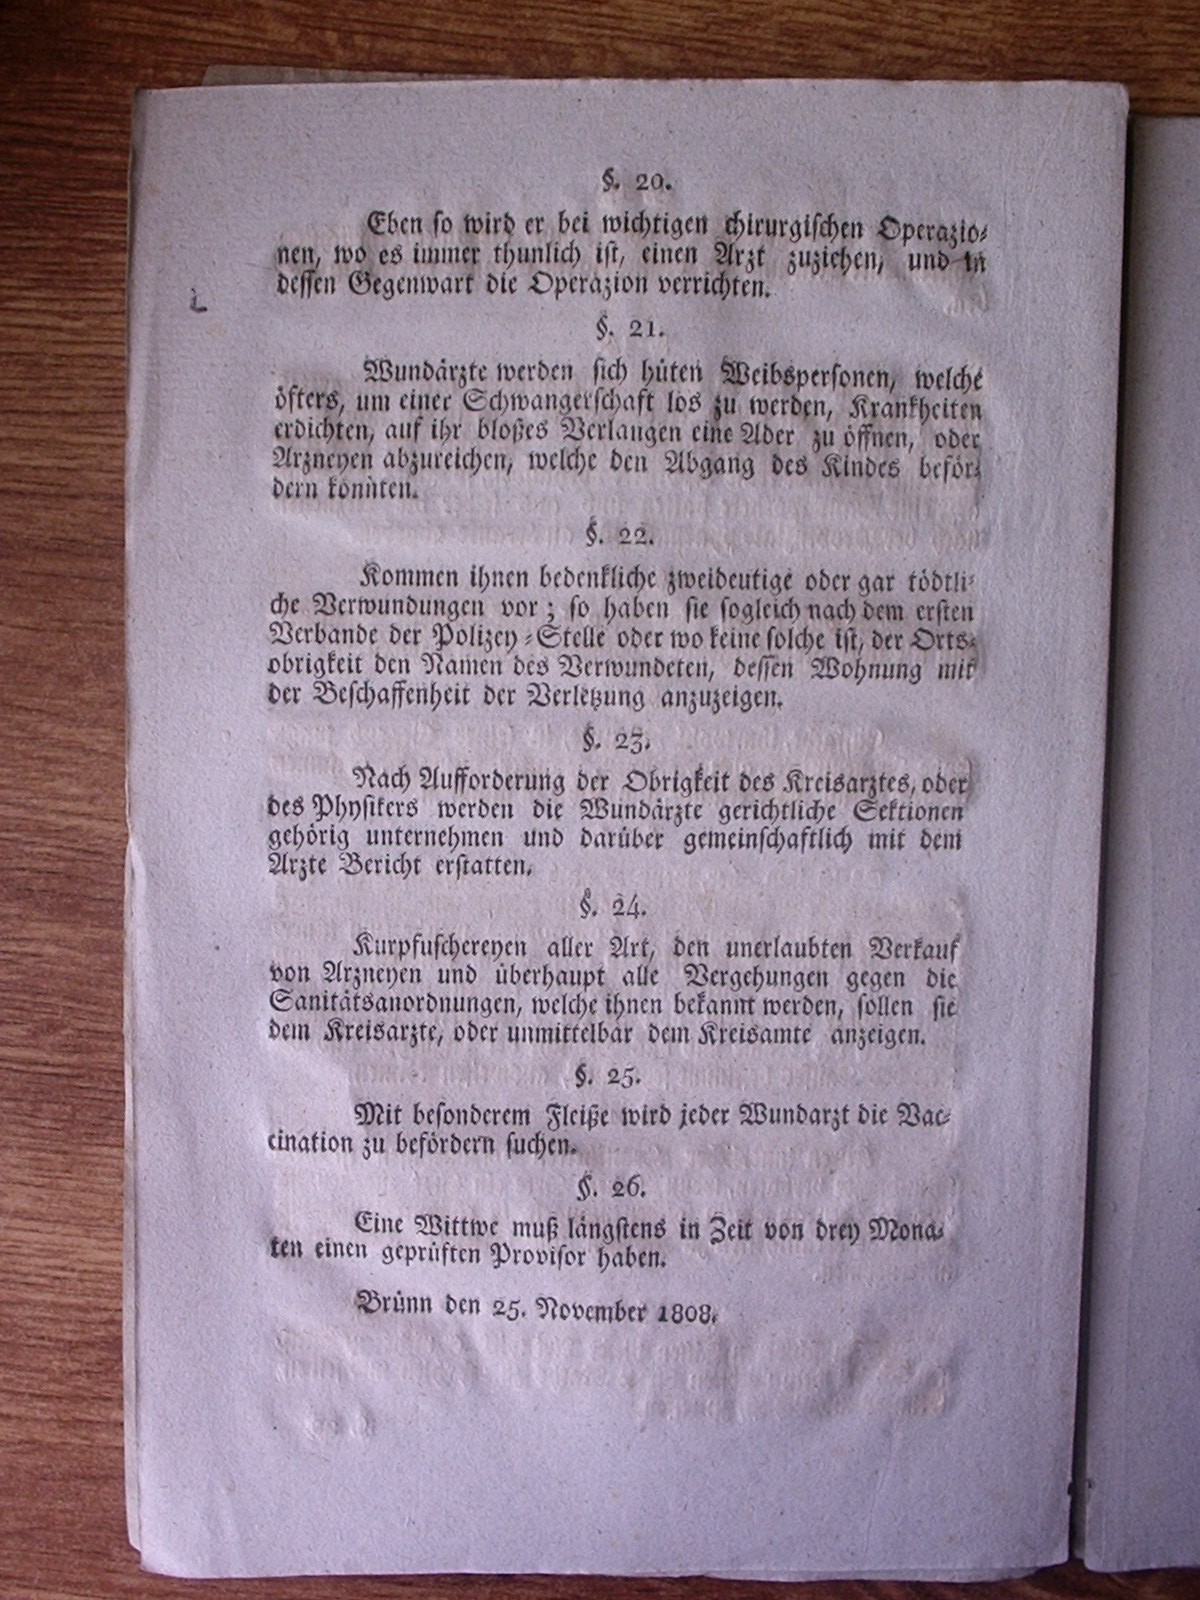 §. 20.
Eben so wird er bei wichtigen chirurgischen Operazio⸗
nen, wo es immer thunlich ist, einen Arzt zuziehen, und in
dessen Gegenwart die Operazion verrichten.
§. 21.
Wundärzte werden sich hüten Weibspersonen, welche
öfters, um einer Schwangerschaft los zu werden, Krankheiten
erdichten, auf ihr bloßes Verlangen eine Ader zu öffnen, oder
Arzneyen abzureichen, welche den Abgang des Kindes beför⸗
dern könnten.
§. 22.
Kommen ihnen bedenkliche zweideutige oder gar tödtli⸗
che Verwundungen vor; so haben sie sogleich nach dem ersten
Verbande der Polizey⸗Stelle oder wo keine solche ist, der Orts⸗
obrigkeit den Namen des Verwundeten, dessen Wohnung mit
der Beschaffenheit der Verletzung anzuzeigen.
§. 23.
Nach Aufforderung der Obrigkeit des Kreisarztes, oder
des Physikers werden die Wundärzte gerichtliche Sektionen
gehörig unternehmen und darüber gemeinschaftlich mit dem
Arzte Bericht erstatten.
§. 24.
Kurpfuschereyen aller Art, den unerlaubten Verkauf
von Arzneyen und überhaupt alle Vergehungen gegen die
Sanitätsanordnungen, welche ihnen bekannt werden, sollen sie
dem Kreisarzte, oder unmittelbar dem Kreisamte anzeigen.
§. 25.
Mit besonderem Fleiße wird jeder Wundarzt die Vac⸗
cination zu befördern suchen.
§. 26.
Eine Wittwe muß längstens in Zeit von drey Mona⸗
ten einen geprüften Provisor haben.
Brünn den 25. November 1808.